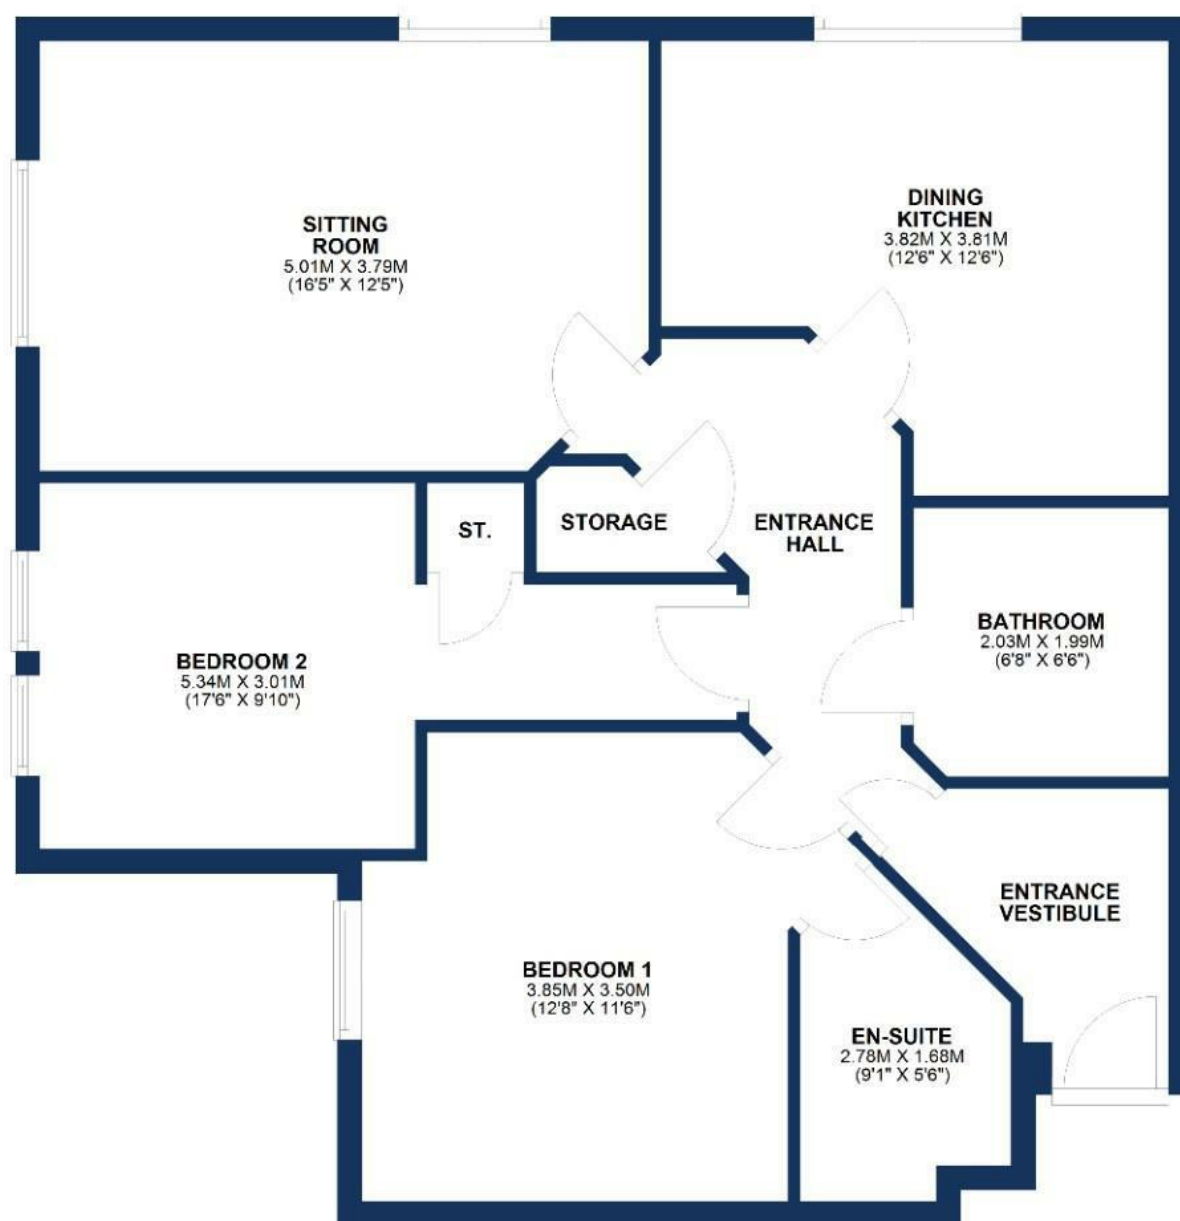 SITTING
ROOM
5.01M X 3.79M
(16'5" X 12'5")
DINING
KITCHEN
3.82M X 3.81M
(12'6" X 12'6")
ST.
STORAGE
ENTRANCE
HALL
BATHROOM
2.03M X 1.99M
(6'8" X 6'6")
BEDROOM 2
5.34M X 3.01M
(17'6" X 9'10")
ENTRANCE
VESTIBULE
BEDROOM 1
3.85M X 3.50M
(12'8" X 11'6")
EN-SUITE
2.78M X 1.68M
(9'1" X 5'6")